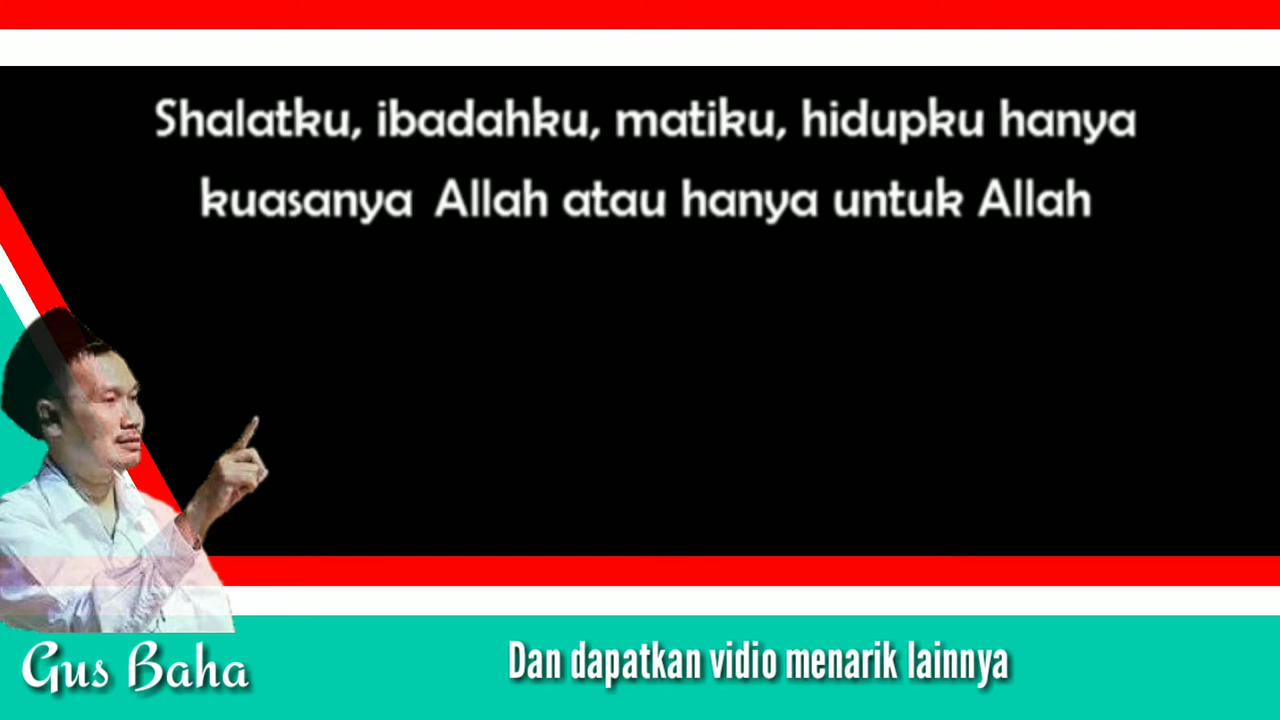 Shalatku, ibadahku, matiku, hidupku hanya
kuasanya Allah atau hanya untuk Allah
Gus Baha
Dan dapatkan vidio menarik lainnya